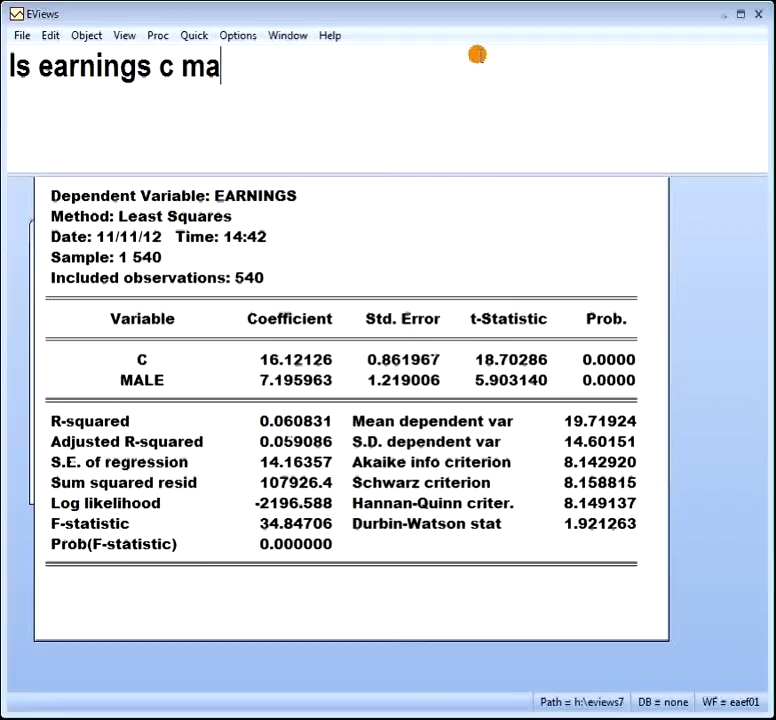 EViews
File Edit Object View Proc Quick Options Window Help
ls earnings c ma
Dependent Variable: EARNINGS
Method: Least Squares
Date: 11/11/12 Time: 14:42
Sample: 1 540
Included observations: 540
Variable Coefficient Std. Error t-Statistic Prob.
C 16.12126 0.861967 18.70286 0.0000
MALE 7.195963 1.219006 5.903140 0.0000
R-squared 0.060831 Mean dependent var 19.71924
Adjusted R-squared 0.059086 S.D. dependent var 14.60151
S.E. of regression 14.16357 Akaike info criterion 8.142920
Sum squared resid 107926.4 Schwarz criterion 8.158815
Log likelihood -2196.588 Hannan-Quinn criter. 8.149137
F-statistic 34.84706 Durbin-Watson stat 1.921263
Prob(F-statistic) 0.000000
Path = h:\eviews7 DB = none WF = eaef01